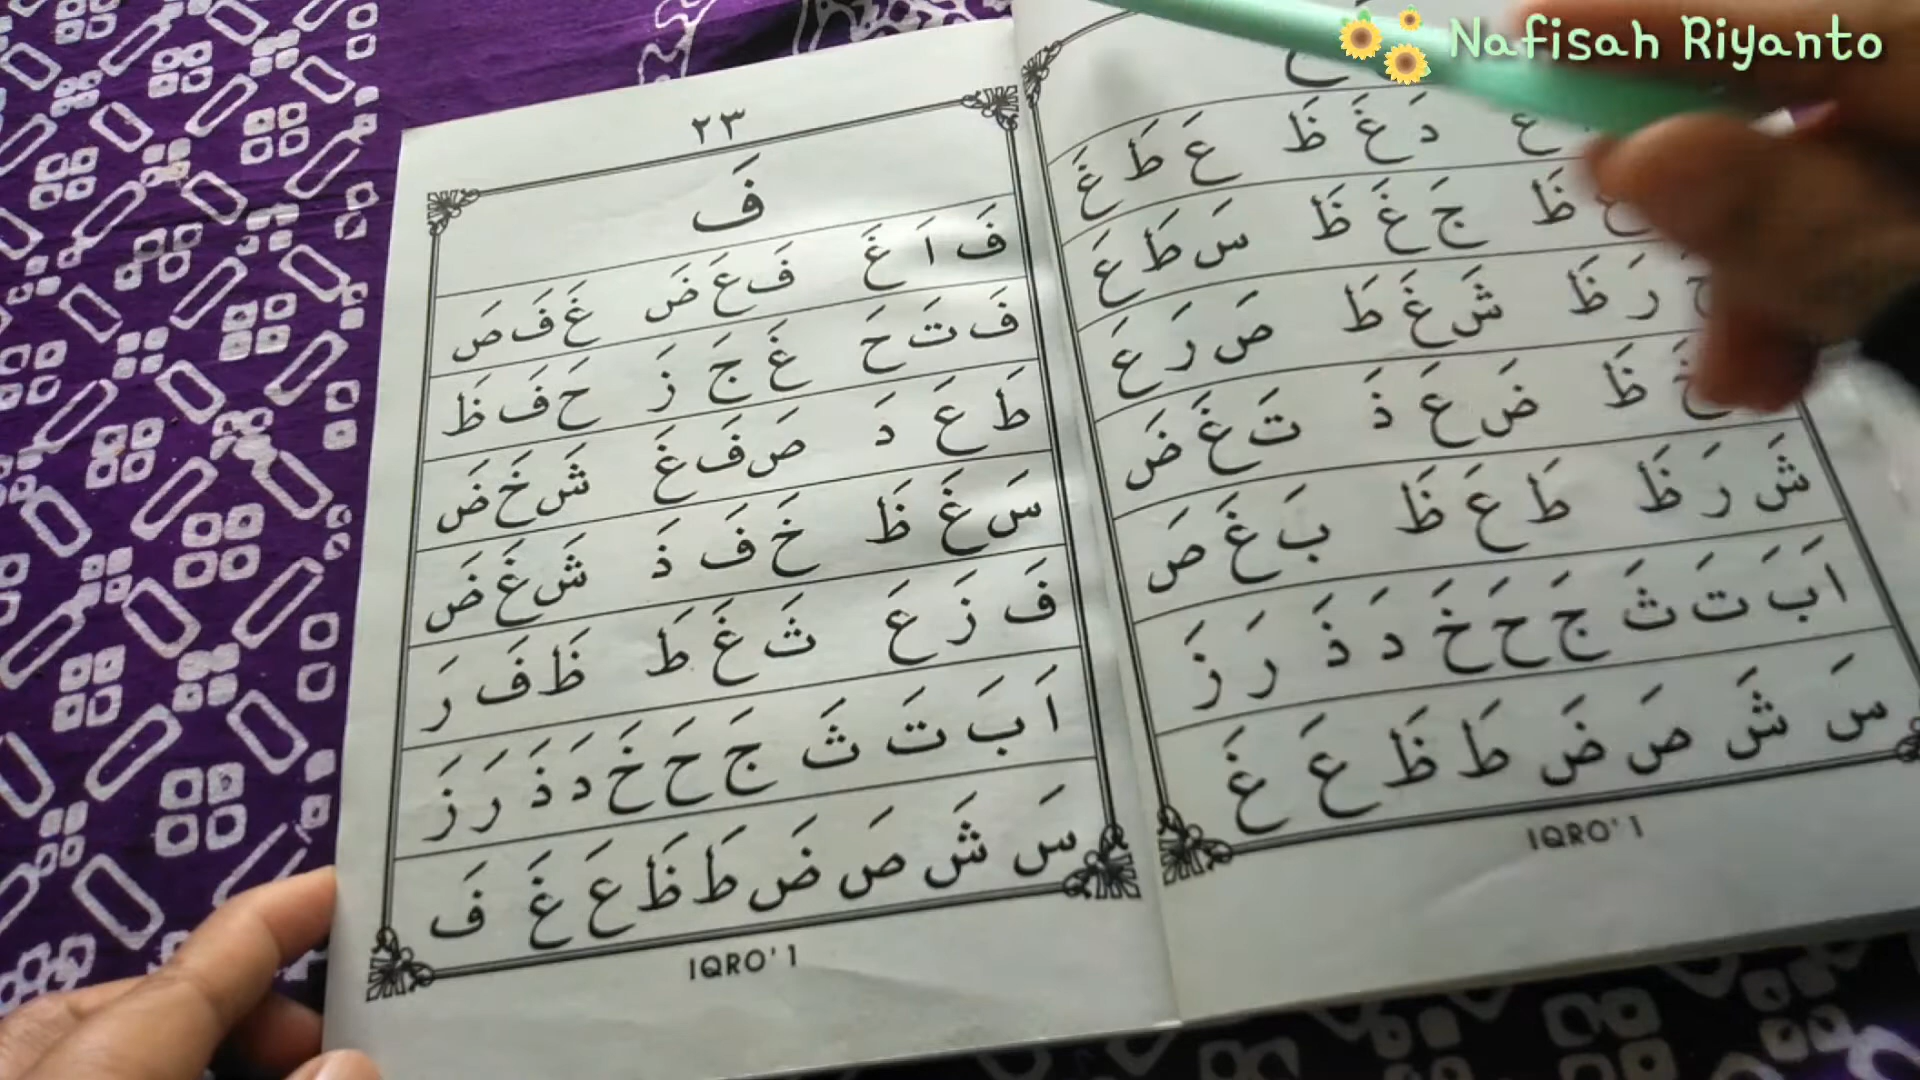 Nafisah Riyanto
عَ طَ غَ
جَ غَ ظَ سَ طَ عَ
رَ ظَ شَ غَ طَ صَ رَ عَ
ظَ ضَ عَ ذَ تَ غَ ضَ
شَ رَ ظَ طَ عَ ظَ بَ غَ صَ
اَ بَ تَ ثَ جَ حَ خَ دَ ذَ رَ زَ
سَ شَ صَ ضَ طَ ظَ عَ غَ
IQRO' 1
٢٣
فَ
فَ اَ غَ فَ عَ ضَ غَ فَ صَ
فَ تَ حَ غَ جَ زَ حَ فَ ظَ
طَ عَ دَ صَ فَ غَ شَ خَ ضَ
سَ غَ ظَ خَ فَ ذَ شَ غَ ضَ
فَ زَ عَ ثَ غَ طَ ظَ فَ رَ
اَ بَ تَ ثَ جَ حَ خَ دَ ذَ رَ زَ
سَ شَ صَ ضَ طَ ظَ عَ غَ فَ
IQRO' 1